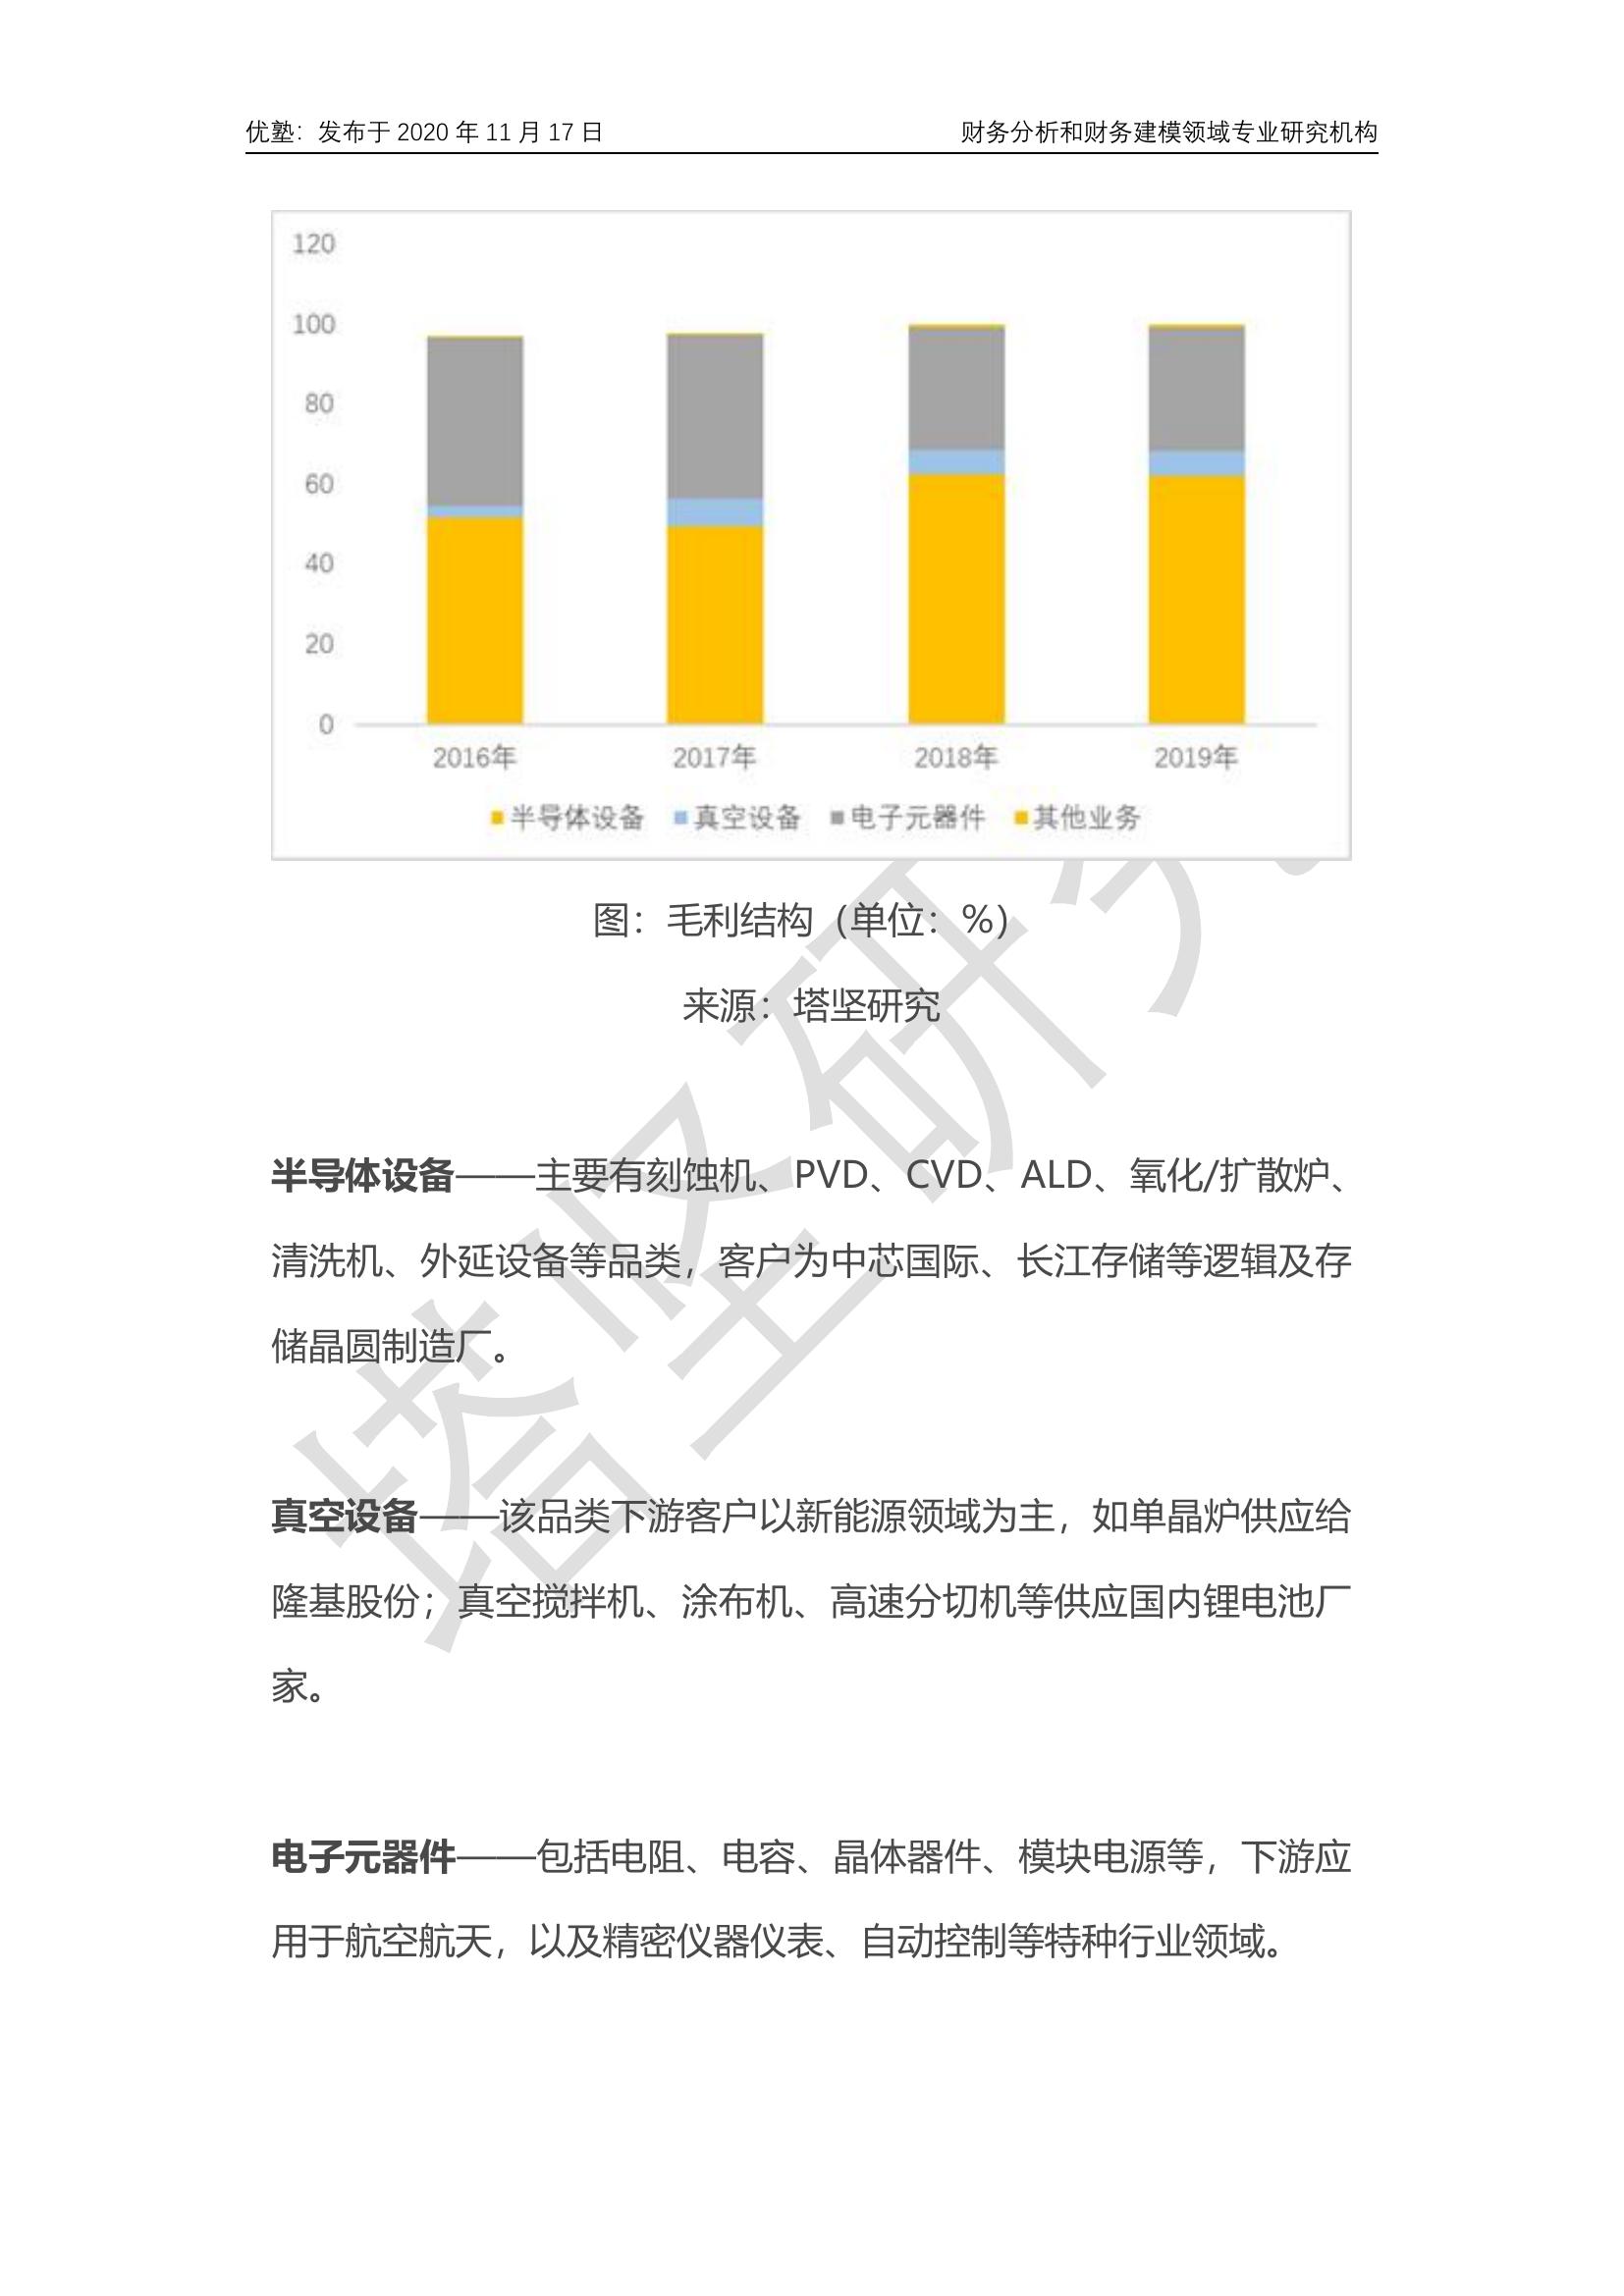 优塾：发布于 2020 年 11 月 17 日 财务分析和财务建模领域专业研究机构
120
100
80
60
40
20
0
2016年 2017年 2018年 2019年
半导体设备 真空设备 电子元器件 其他业务
图：毛利结构（单位：%）
来源：塔坚研究
半导体设备——主要有刻蚀机、PVD、CVD、ALD、氧化/扩散炉、
清洗机、外延设备等品类，客户为中芯国际、长江存储等逻辑及存
储晶圆制造厂。
真空设备——该品类下游客户以新能源领域为主，如单晶炉供应给
隆基股份；真空搅拌机、涂布机、高速分切机等供应国内锂电池厂
家。
电子元器件——包括电阻、电容、晶体器件、模块电源等，下游应
用于航空航天，以及精密仪器仪表、自动控制等特种行业领域。
塔坚研究